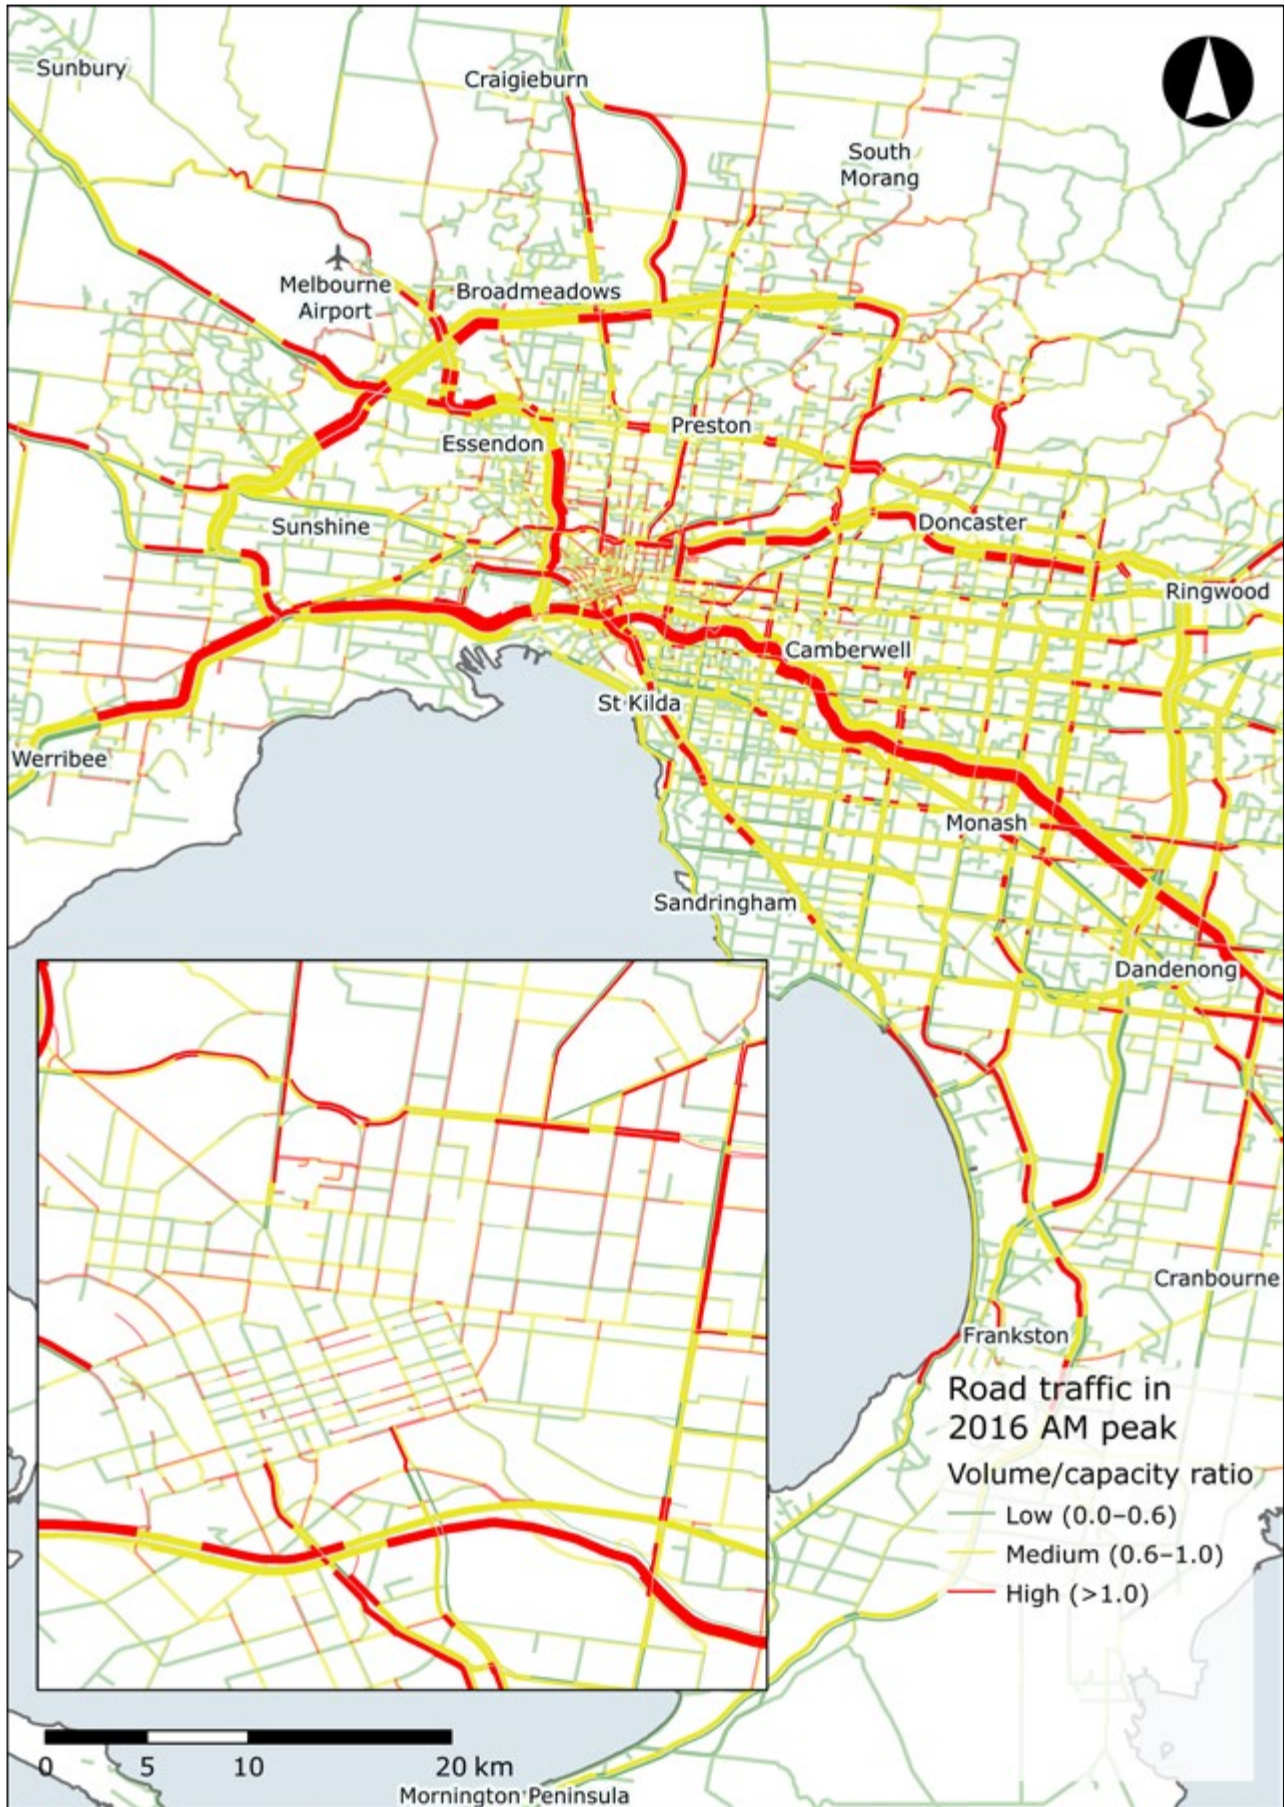 Sunbury
Craigieburn
South
Morang
Melbourne
Airport
Broadmeadows
Essendon
Preston
Sunshine
Doncaster
Ringwood
Camberwell
St Kilda
Werribee
Monash
Sandringham
Dandenong
Cranbourne
Frankston
Road traffic in
2016 AM peak
Volume/capacity ratio
Low (0.0–0.6)
Medium (0.6–1.0)
High (>1.0)
0 5 10 20 km
Mornington Peninsula